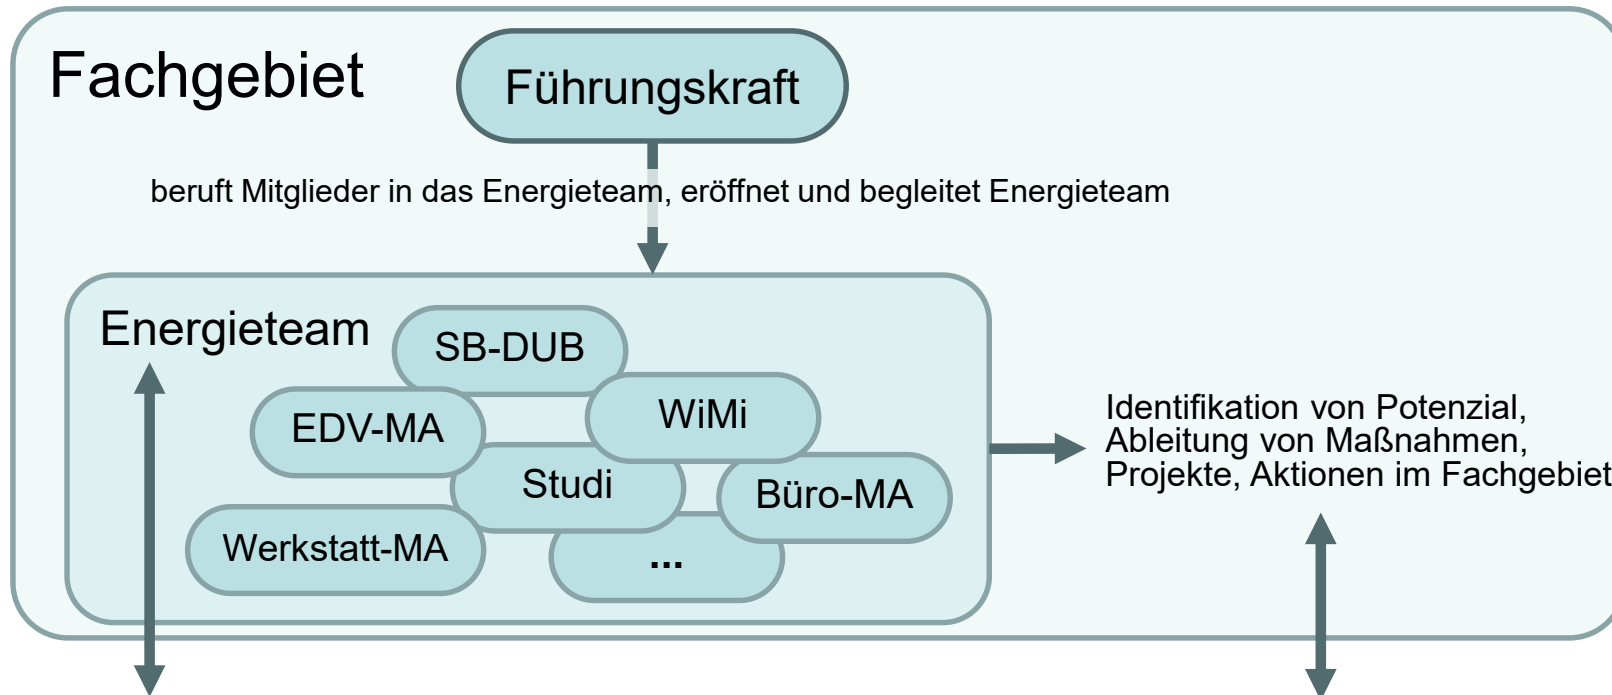 Fachgebiet
Führungskraft
beruft Mitglieder in das Energieteam, eröffnet und begleitet Energieteam
Energieteam
SB-DUB
EDV-MA
WiMi
Studi
Büro-MA
Werkstatt-MA
...
Identifikation von Potenzial,
Ableitung von Maßnahmen,
Projekte, Aktionen im Fachgebiet